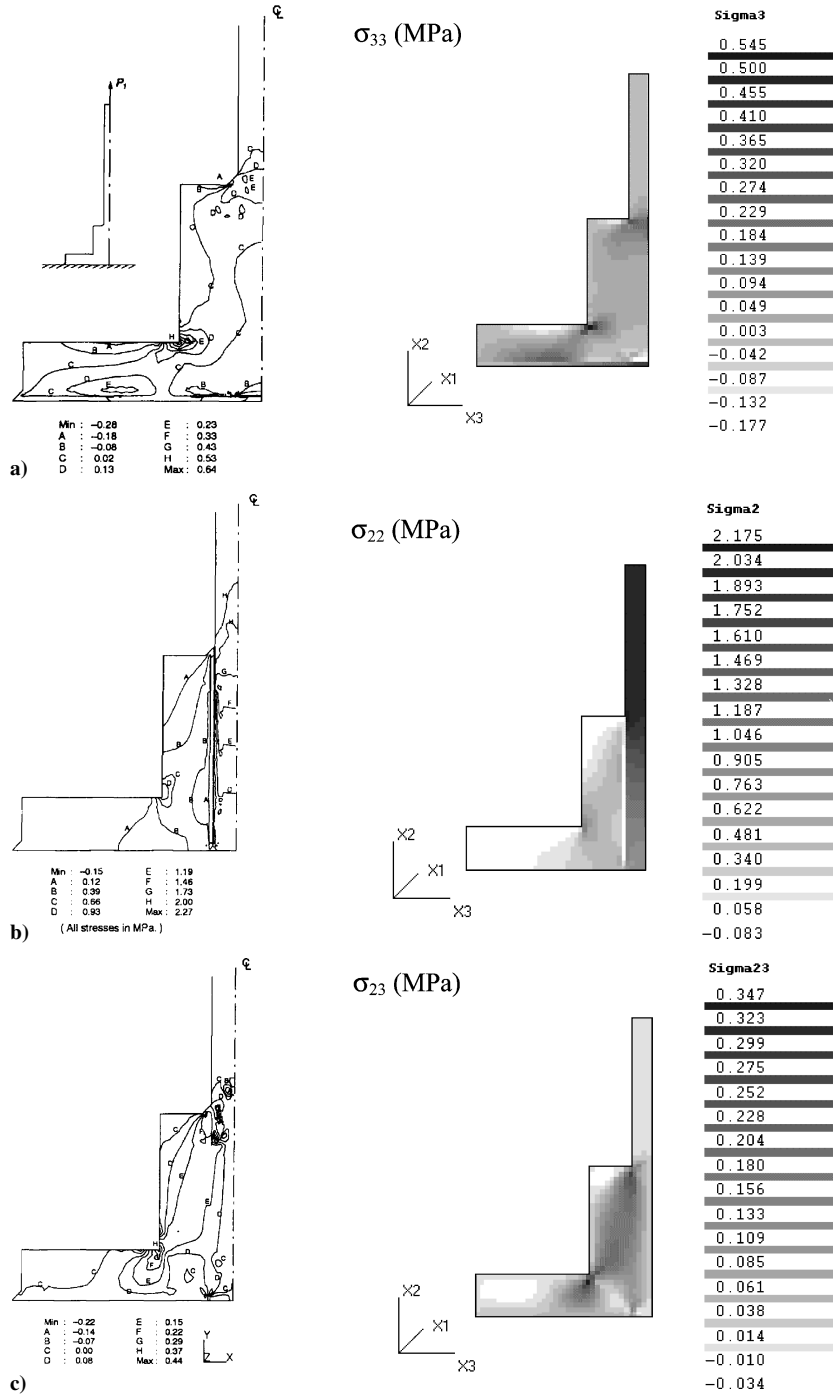 ℄
P₁
A
B
C
D
E
D
E
C
D
D
D
C
C
C
C
H
G
D
E
A
B
C
C
D
E
C
B
B
Min : −0.28 E : 0.23
A : −0.18 F : 0.33
B : −0.08 G : 0.43
C : 0.02 H : 0.53
D : 0.13 Max : 0.64
a)
σ₃₃ (MPa)
X2
X1
X3
Sigma3
0.545
0.500
0.455
0.410
0.365
0.320
0.274
0.229
0.184
0.139
0.094
0.049
0.003
−0.042
−0.087
−0.132
−0.177
℄
H
H
A
G
F
B
B
E
C
D
B
A
C
A
B
Min : −0.15 E : 1.19
A : 0.12 F : 1.46
B : 0.39 G : 1.73
C : 0.66 H : 2.00
D : 0.93 Max : 2.27
( All stresses in MPa. )
b)
σ₂₂ (MPa)
X2
X1
X3
Sigma2
2.175
2.034
1.893
1.752
1.610
1.469
1.328
1.187
1.046
0.905
0.763
0.622
0.481
0.340
0.199
0.058
−0.083
℄
C
B
D
C
F
D
E
E
D
H
G
F
E
D
D
C
C
C
C
D
C
Min : −0.22 E : 0.15
A : −0.14 F : 0.22
B : −0.07 G : 0.29
C : 0.00 H : 0.37
D : 0.08 Max : 0.44
Y
Z X
c)
σ₂₃ (MPa)
X2
X1
X3
Sigma23
0.347
0.323
0.299
0.275
0.252
0.228
0.204
0.180
0.156
0.133
0.109
0.085
0.061
0.038
0.014
−0.010
−0.034